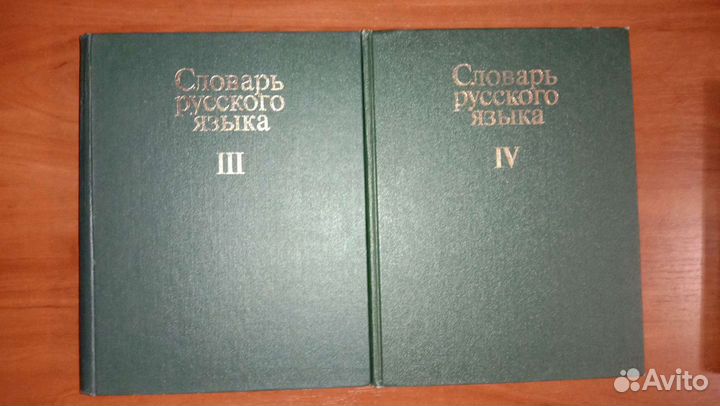 Словарь
русского
языка
III
Словарь
русского
языка
IV
Avito